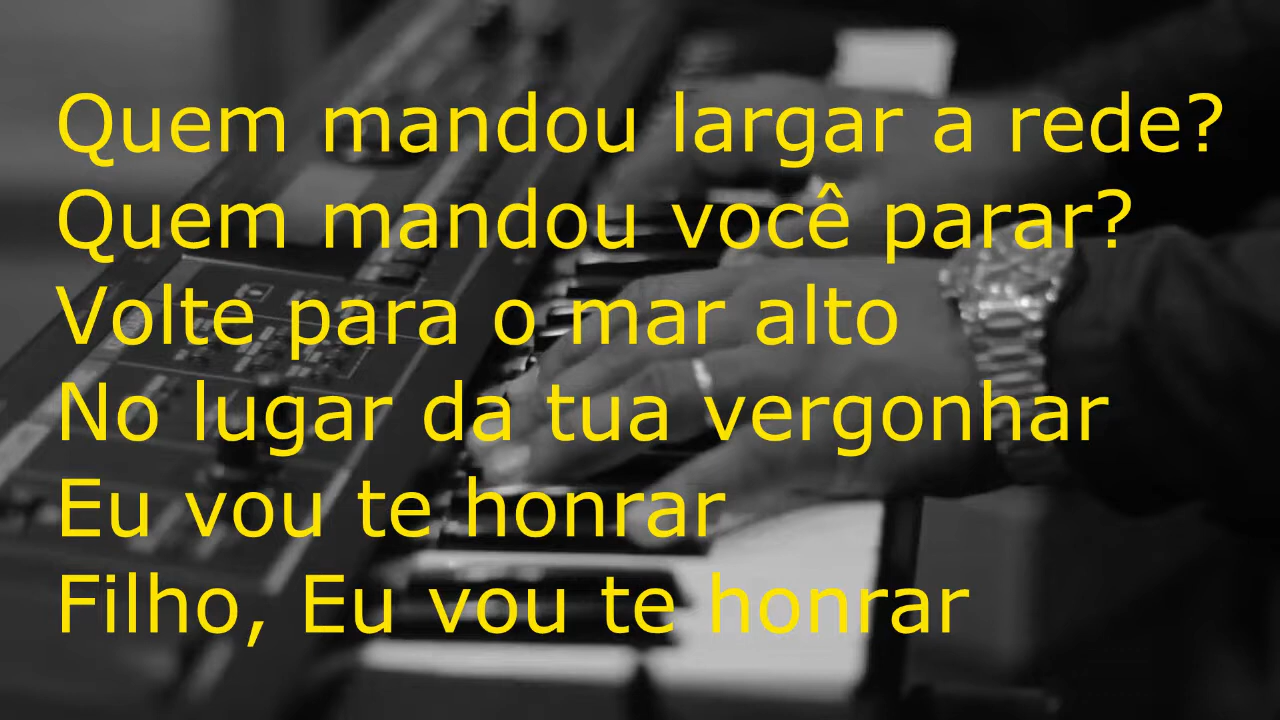 Quem mandou largar a rede?
Quem mandou você parar?
Volte para o mar alto
No lugar da tua vergonhar
Eu vou te honrar
Filho, Eu vou te honrar